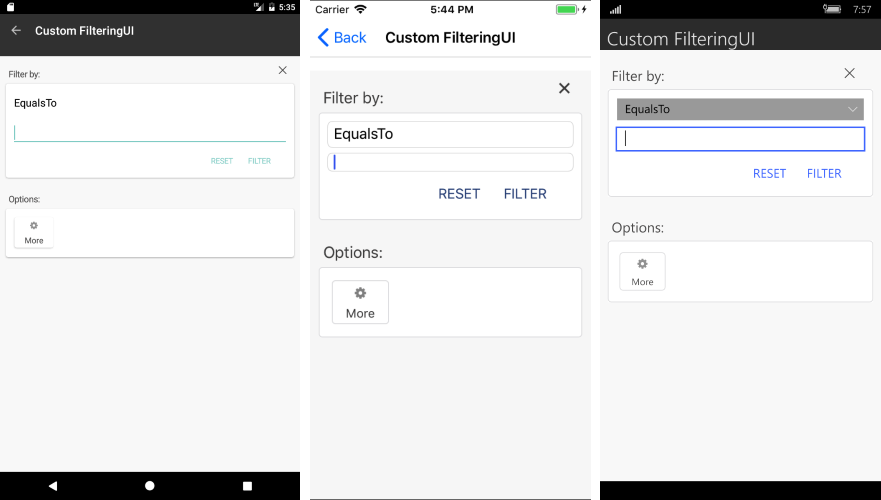 5:35
Custom FilteringUI
Filter by:
EqualsTo
RESET FILTER
Options:
More
Carrier 5:44 PM
Back Custom FilteringUI
Filter by:
EqualsTo
RESET FILTER
Options:
More
7:57
Custom FilteringUI
Filter by:
EqualsTo
RESET FILTER
Options:
More